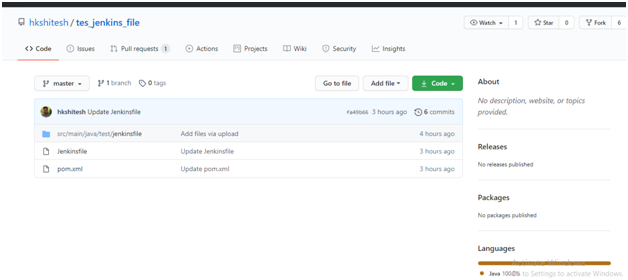 hkshitesh / tes_jenkins_file
Watch 1 Star 0 Fork 6
Code Issues Pull requests 1 Actions Projects Wiki Security Insights
master 1 branch 0 tags Go to file Add file Code
hkshitesh Update Jenkinsfile fa49b66 3 hours ago 6 commits
src/main/java/test/jenkinsfile Add files via upload 4 hours ago
Jenkinsfile Update Jenkinsfile 3 hours ago
pom.xml Update pom.xml 3 hours ago
About
No description, website, or topics
provided.
Releases
No releases published
Packages
No packages published
Languages
Activate Windows
Java 100.0%
to Settings to activate Windows.